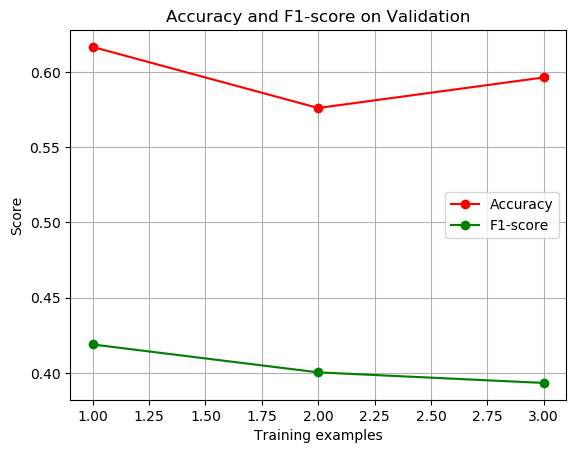 Accuracy and F1-score on Validation
0.60
0.55
0.50
0.45
0.40
Score
Accuracy
F1-score
1.00 1.25 1.50 1.75 2.00 2.25 2.50 2.75 3.00
Training examples